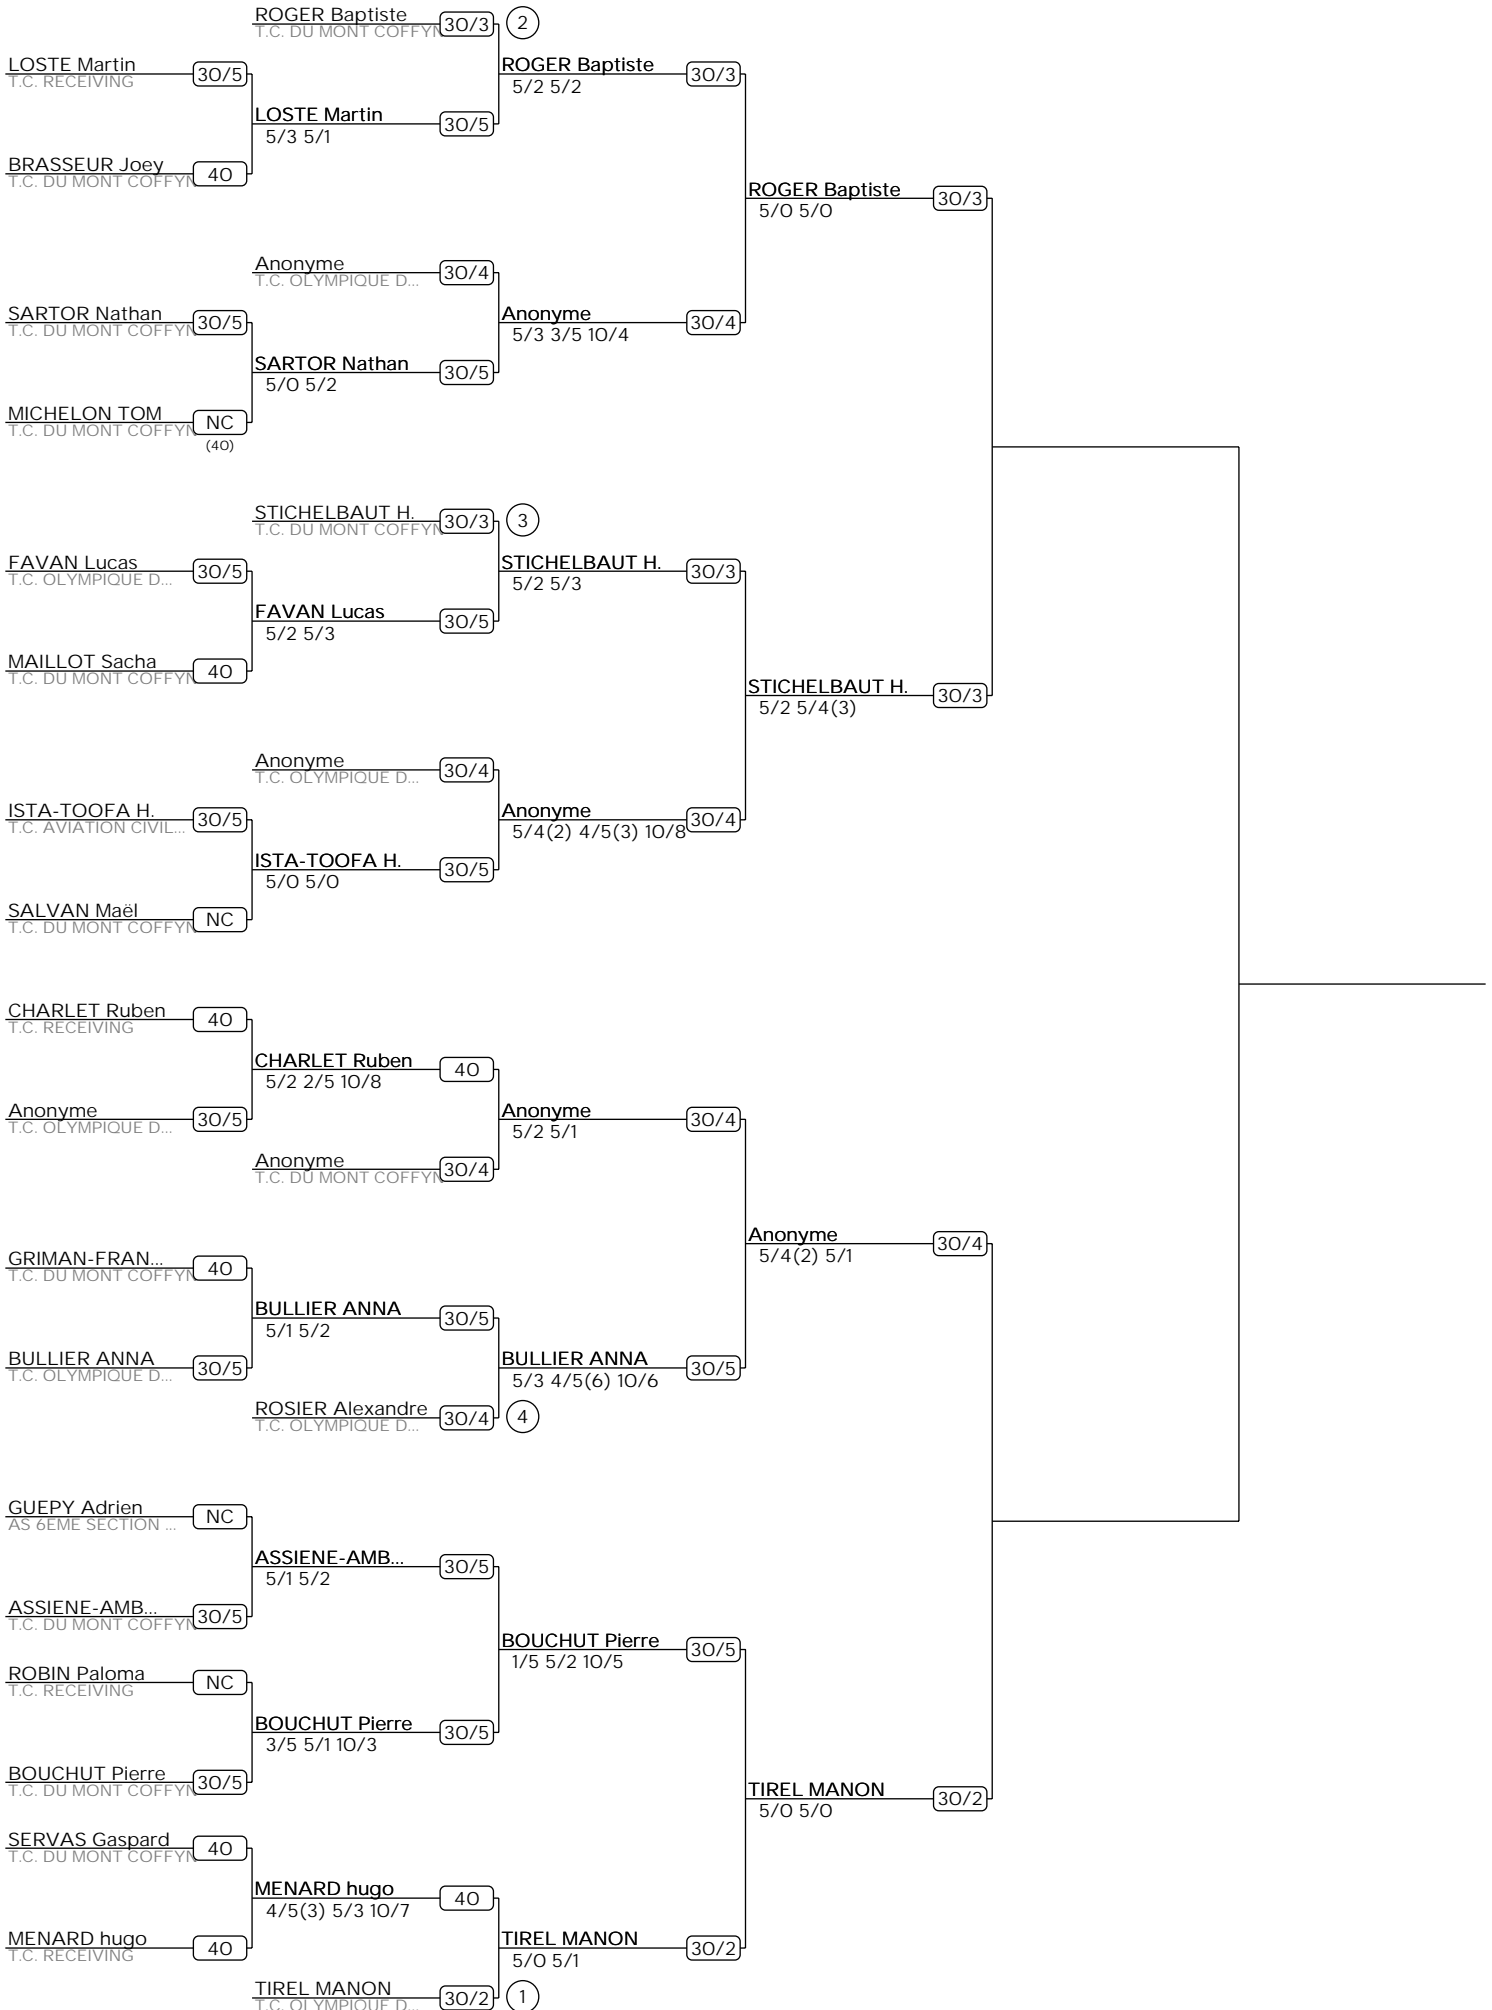 ROGER Baptiste
T.C. DU MONT COFFYN
30/3
2
LOSTE Martin
T.C. RECEIVING
30/5
ROGER Baptiste
5/2 5/2
30/3
LOSTE Martin
5/3 5/1
30/5
BRASSEUR Joey
T.C. DU MONT COFFYN
40
ROGER Baptiste
5/0 5/0
30/3
Anonyme
T.C. OLYMPIQUE D...
30/4
SARTOR Nathan
T.C. DU MONT COFFYN
30/5
Anonyme
5/3 3/5 10/4
30/4
SARTOR Nathan
5/0 5/2
30/5
MICHELON TOM
T.C. DU MONT COFFYN
NC
(40)
STICHELBAUT H.
T.C. DU MONT COFFYN
30/3
3
FAVAN Lucas
T.C. OLYMPIQUE D...
30/5
STICHELBAUT H.
5/2 5/3
30/3
FAVAN Lucas
5/2 5/3
30/5
MAILLOT Sacha
T.C. DU MONT COFFYN
40
STICHELBAUT H.
5/2 5/4(3)
30/3
Anonyme
T.C. OLYMPIQUE D...
30/4
ISTA-TOOFA H.
T.C. AVIATION CIVIL...
30/5
Anonyme
5/4(2) 4/5(3) 10/8
30/4
ISTA-TOOFA H.
5/0 5/0
30/5
SALVAN Maël
T.C. DU MONT COFFYN
NC
CHARLET Ruben
T.C. RECEIVING
40
CHARLET Ruben
5/2 2/5 10/8
40
Anonyme
T.C. OLYMPIQUE D...
30/5
Anonyme
5/2 5/1
30/4
Anonyme
T.C. DU MONT COFFYN
30/4
Anonyme
5/4(2) 5/1
30/4
GRIMAN-FRAN...
T.C. DU MONT COFFYN
40
BULLIER ANNA
5/1 5/2
30/5
BULLIER ANNA
T.C. OLYMPIQUE D...
30/5
BULLIER ANNA
5/3 4/5(6) 10/6
30/5
ROSIER Alexandre
T.C. OLYMPIQUE D...
30/4
4
GUEPY Adrien
AS 6EME SECTION ...
NC
ASSIENE-AMB...
5/1 5/2
30/5
ASSIENE-AMB...
T.C. DU MONT COFFYN
30/5
BOUCHUT Pierre
1/5 5/2 10/5
30/5
ROBIN Paloma
T.C. RECEIVING
NC
BOUCHUT Pierre
3/5 5/1 10/3
30/5
BOUCHUT Pierre
T.C. DU MONT COFFYN
30/5
TIREL MANON
5/0 5/0
30/2
SERVAS Gaspard
T.C. DU MONT COFFYN
40
MENARD hugo
4/5(3) 5/3 10/7
40
MENARD hugo
T.C. RECEIVING
40
TIREL MANON
5/0 5/1
30/2
TIREL MANON
T.C. OLYMPIQUE D...
30/2
1